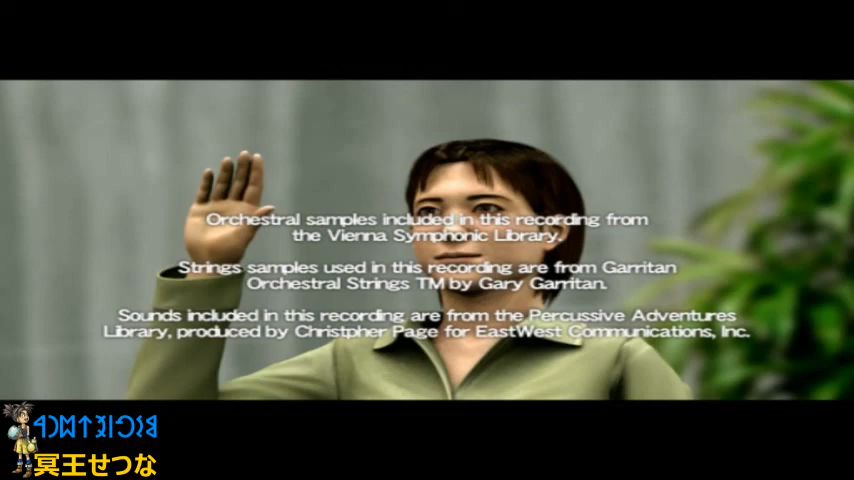 Orchestral samples included in this recording from
the Vienna Symphonic Library.
Strings samples used in this recording are from Garritan
Orchestral Strings TM by Gary Garritan.
Sounds included in this recording are from the Percussive Adventures
Library, produced by Christpher Page for EastWest Communications, Inc.
冥王せつな